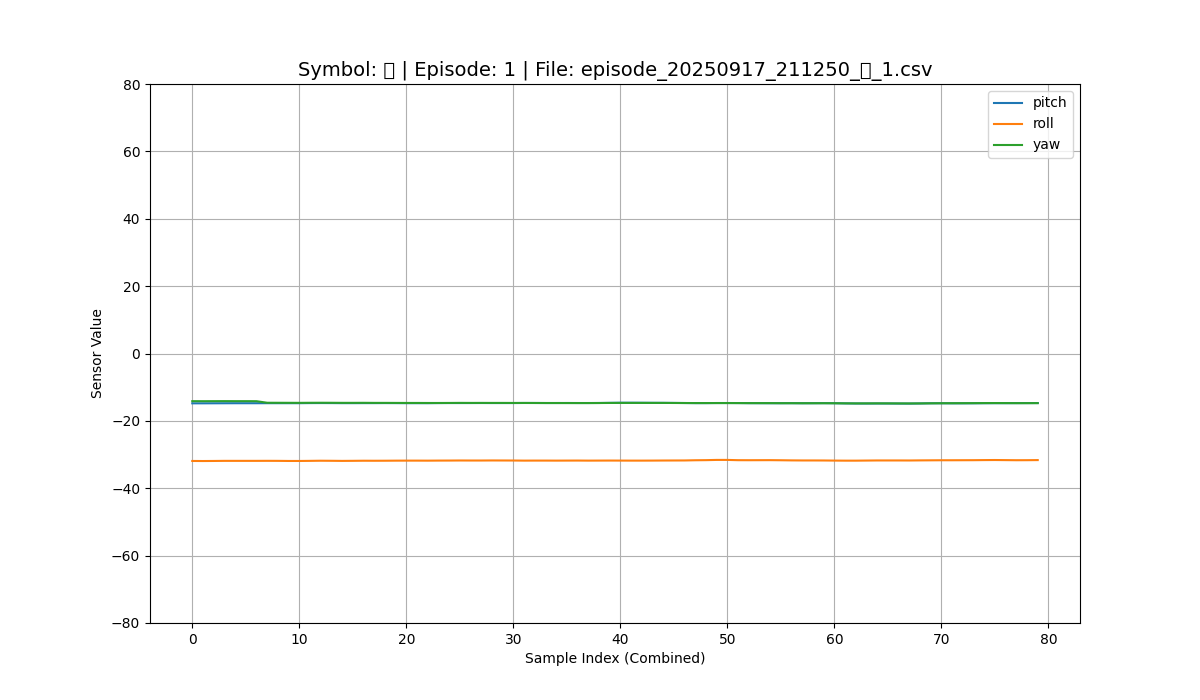 Symbol: | Episode: 1 | File: episode_20250917_211250_ _1.csv
80
60
40
20
0
−20
−40
−60
−80
Sensor Value
pitch
roll
yaw
0 10 20 30 40 50 60 70 80
Sample Index (Combined)